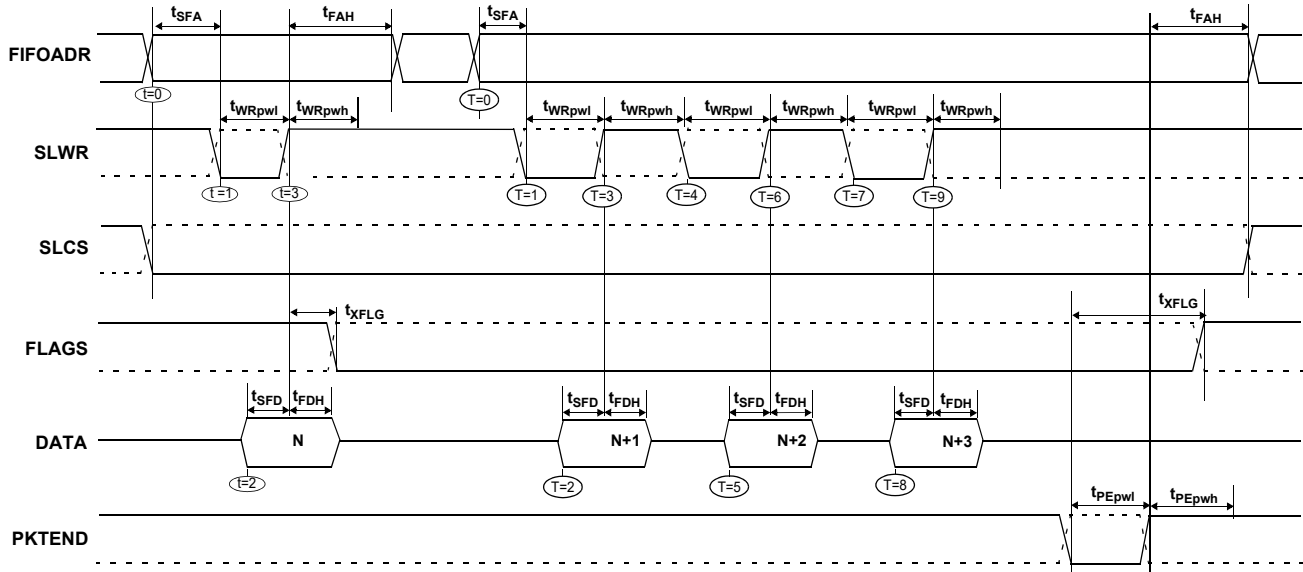 tSFA tFAH tSFA tFAH
FIFOADR
t=0 T=0
tWRpwl tWRpwh tWRpwl tWRpwh tWRpwl tWRpwh tWRpwl tWRpwh
SLWR
t=1 t=3 T=1 T=3 T=4 T=6 T=7 T=9
SLCS
tXFLG tXFLG
FLAGS
tSFD tFDH tSFD tFDH tSFD tFDH tSFD tFDH
DATA N N+1 N+2 N+3
t=2 T=2 T=5 T=8
tPEpwl tPEpwh
PKTEND